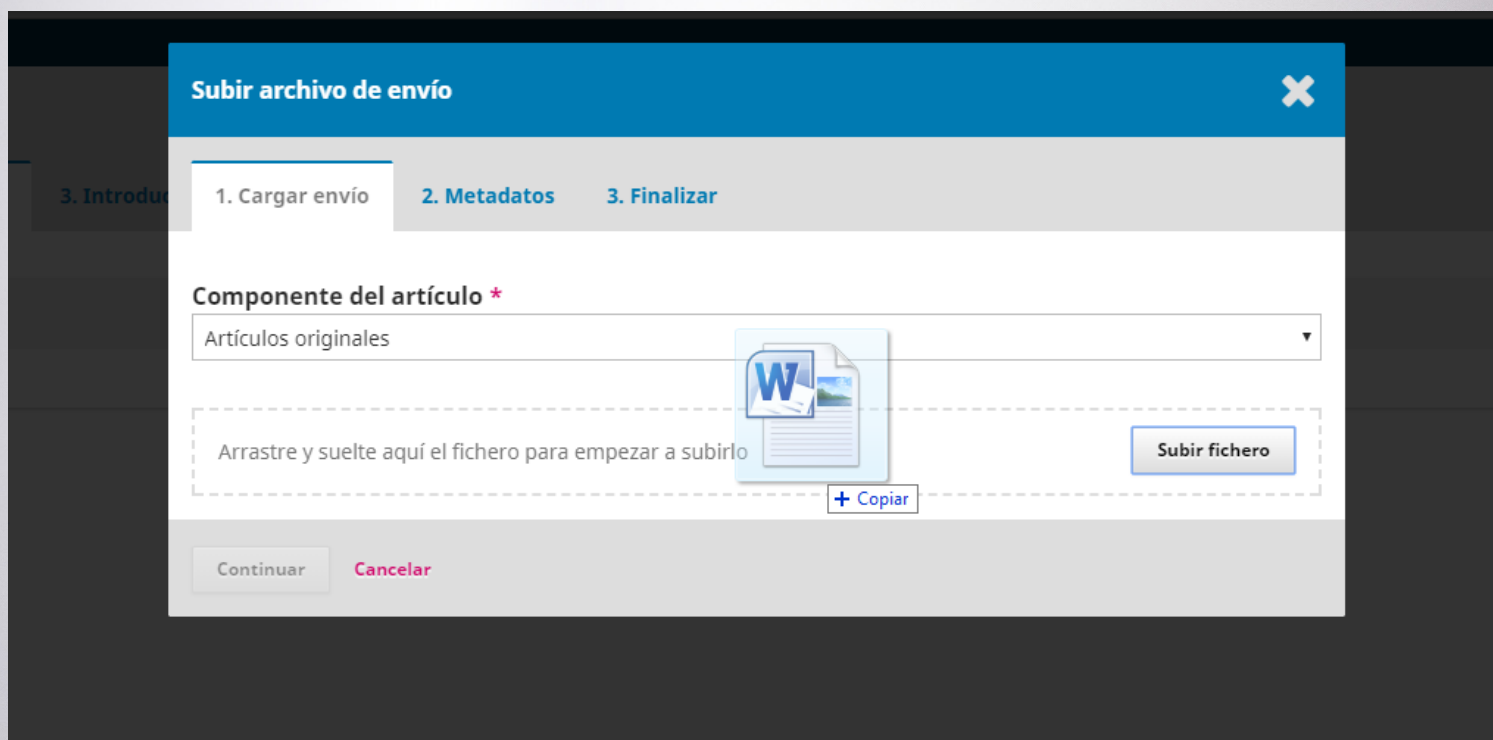 Subir archivo de envío
3. Introduc
1. Cargar envío
2. Metadatos
3. Finalizar
Componente del artículo *
Artículos originales
W
Arrastre y suelte aquí el fichero para empezar a subirlo
Subir fichero
+ Copiar
Continuar
Cancelar